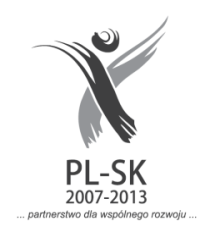 PL-SK
2007-2013
... partnerstwo dla wspólnego rozwoju ...